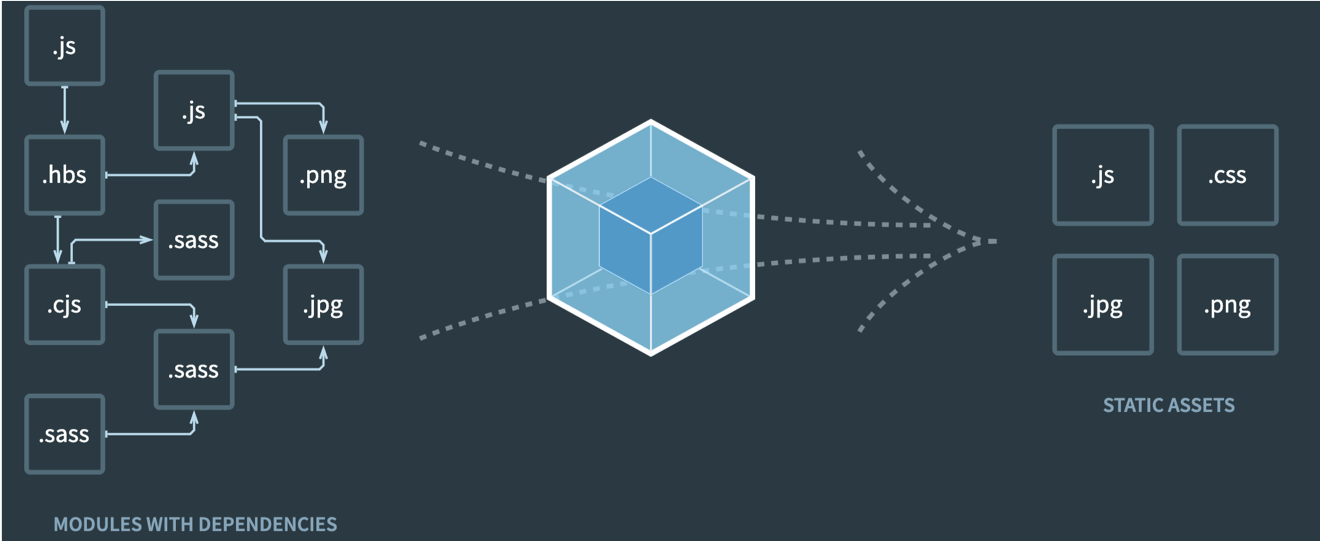 .js
.js
.hbs
.png
.sass
.cjs
.jpg
.sass
.sass
MODULES WITH DEPENDENCIES
.js
.css
.jpg
.png
STATIC ASSETS